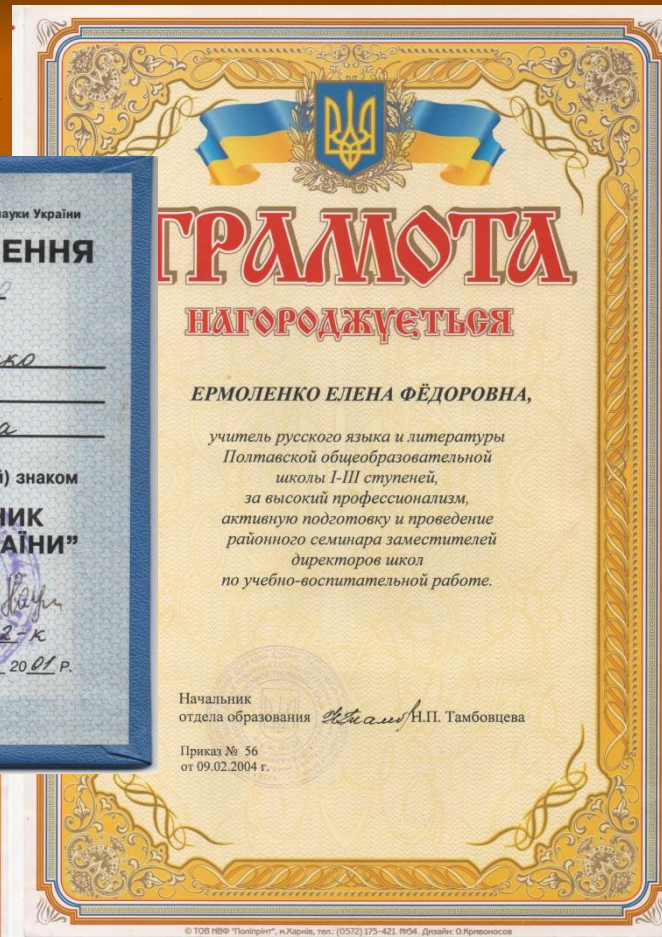 науки України
ЕННЯ
ко
а
й) знаком
НИК
АЇНИ”
2-к
20 01 Р.
ГРАМОТА
НАГОРОДЖУЄТЬСЯ
ЕРМОЛЕНКО ЕЛЕНА ФЁДОРОВНА,
учитель русского языка и литературы
Полтавской общеобразовательной
школы I-III ступеней,
за высокий профессионализм,
активную подготовку и проведение
районного семинара заместителей
директоров школ
по учебно-воспитательной работе.
Начальник
отдела образования Н.П. Тамбовцева
Приказ № 56
от 09.02.2004 г.
© ТОВ НВФ "Поліпрінт", м.Харків, тел.: (0572) 175-421. №54. Дизайн: О.Кривоносов